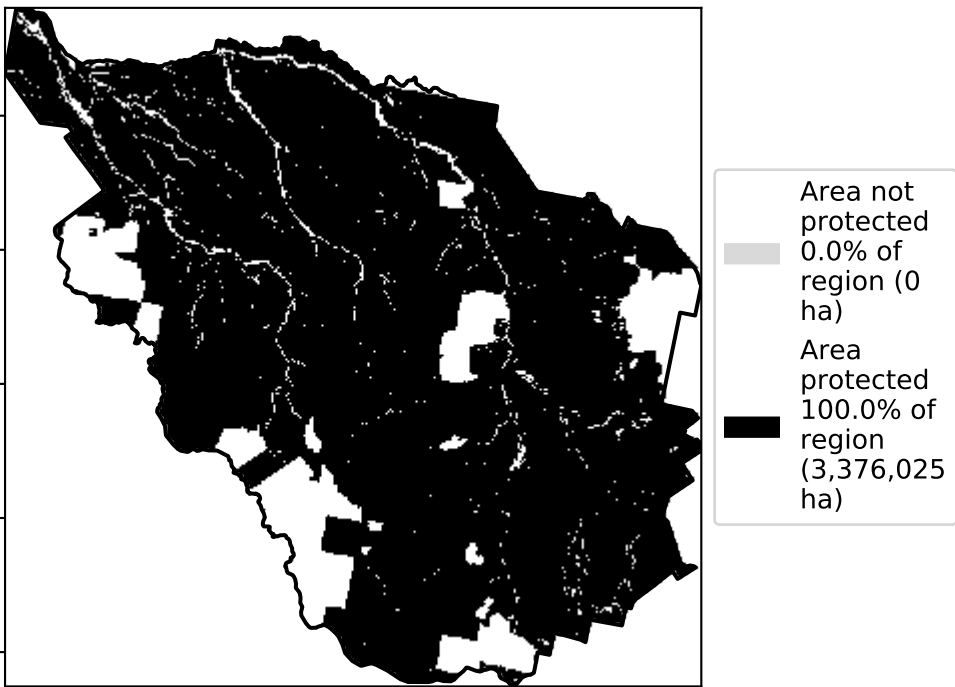 Area not
protected
0.0% of
region (0
ha)
Area
protected
100.0% of
region
(3,376,025
ha)